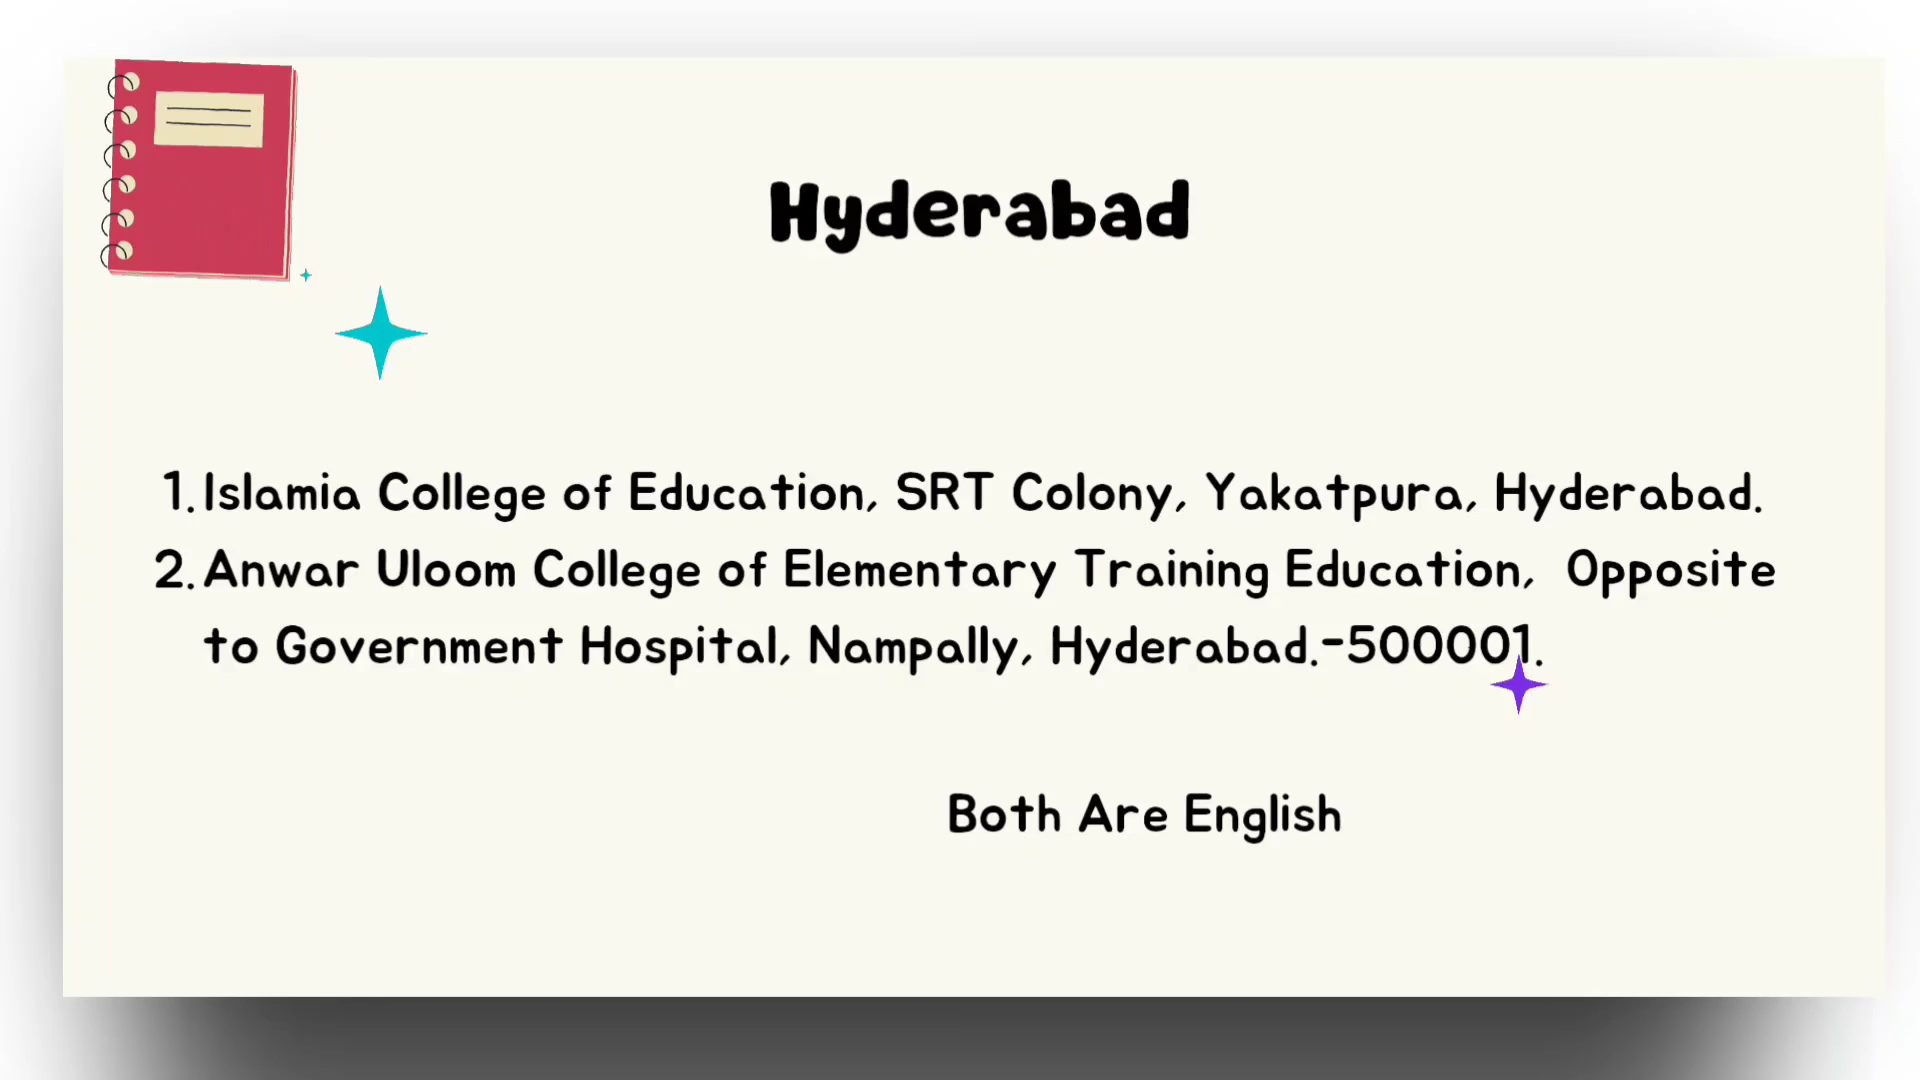 Hyderabad
1. Islamia College of Education, SRT Colony, Yakatpura, Hyderabad.
2. Anwar Uloom College of Elementary Training Education,  Opposite
to Government Hospital, Nampally, Hyderabad.-500001.
Both Are English